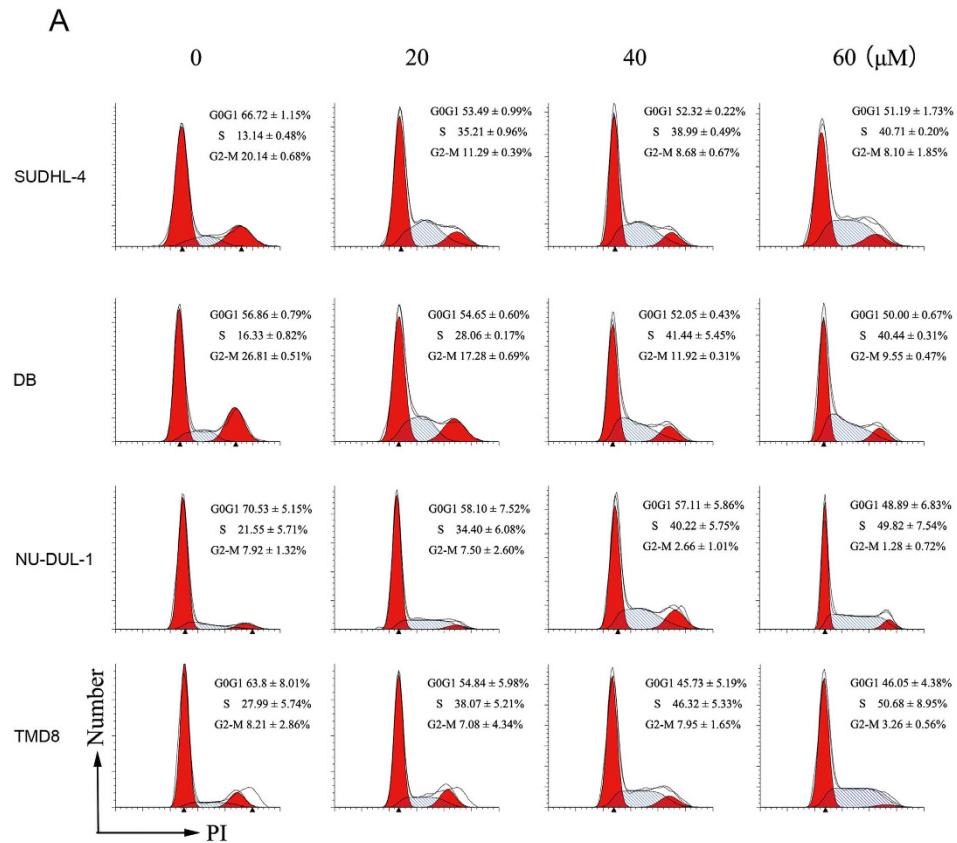 A
0 20 40 60 (μM)
SUDHL-4
G0G1 66.72 ± 1.15%
S 13.14 ± 0.48%
G2-M 20.14 ± 0.68%
G0G1 53.49 ± 0.99%
S 35.21 ± 0.96%
G2-M 11.29 ± 0.39%
G0G1 52.32 ± 0.22%
S 38.99 ± 0.49%
G2-M 8.68 ± 0.67%
G0G1 51.19 ± 1.73%
S 40.71 ± 0.20%
G2-M 8.10 ± 1.85%
DB
G0G1 56.86 ± 0.79%
S 16.33 ± 0.82%
G2-M 26.81 ± 0.51%
G0G1 54.65 ± 0.60%
S 28.06 ± 0.17%
G2-M 17.28 ± 0.69%
G0G1 52.05 ± 0.43%
S 41.44 ± 5.45%
G2-M 11.92 ± 0.31%
G0G1 50.00 ± 0.67%
S 40.44 ± 0.31%
G2-M 9.55 ± 0.47%
NU-DUL-1
G0G1 70.53 ± 5.15%
S 21.55 ± 5.71%
G2-M 7.92 ± 1.32%
G0G1 58.10 ± 7.52%
S 34.40 ± 6.08%
G2-M 7.50 ± 2.60%
G0G1 57.11 ± 5.86%
S 40.22 ± 5.75%
G2-M 2.66 ± 1.01%
G0G1 48.89 ± 6.83%
S 49.82 ± 7.54%
G2-M 1.28 ± 0.72%
TMD8
G0G1 63.8 ± 8.01%
S 27.99 ± 5.74%
G2-M 8.21 ± 2.86%
G0G1 54.84 ± 5.98%
S 38.07 ± 5.21%
G2-M 7.08 ± 4.34%
G0G1 45.73 ± 5.19%
S 46.32 ± 5.33%
G2-M 7.95 ± 1.65%
G0G1 46.05 ± 4.38%
S 50.68 ± 8.95%
G2-M 3.26 ± 0.56%
Number
PI